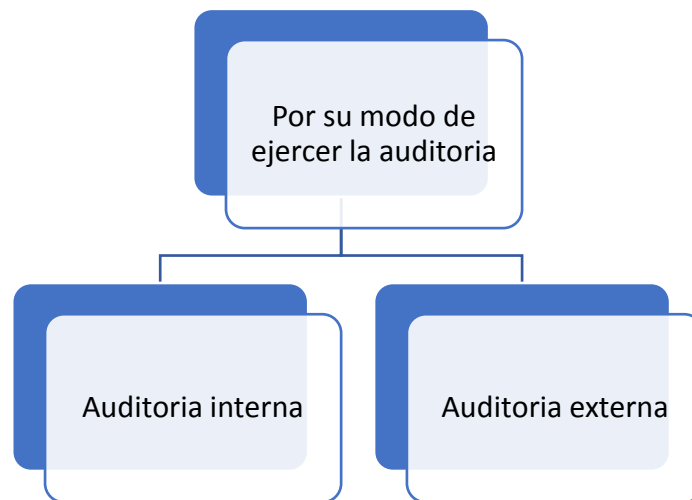 Por su modo de
ejercer la auditoria
Auditoria interna
Auditoria externa